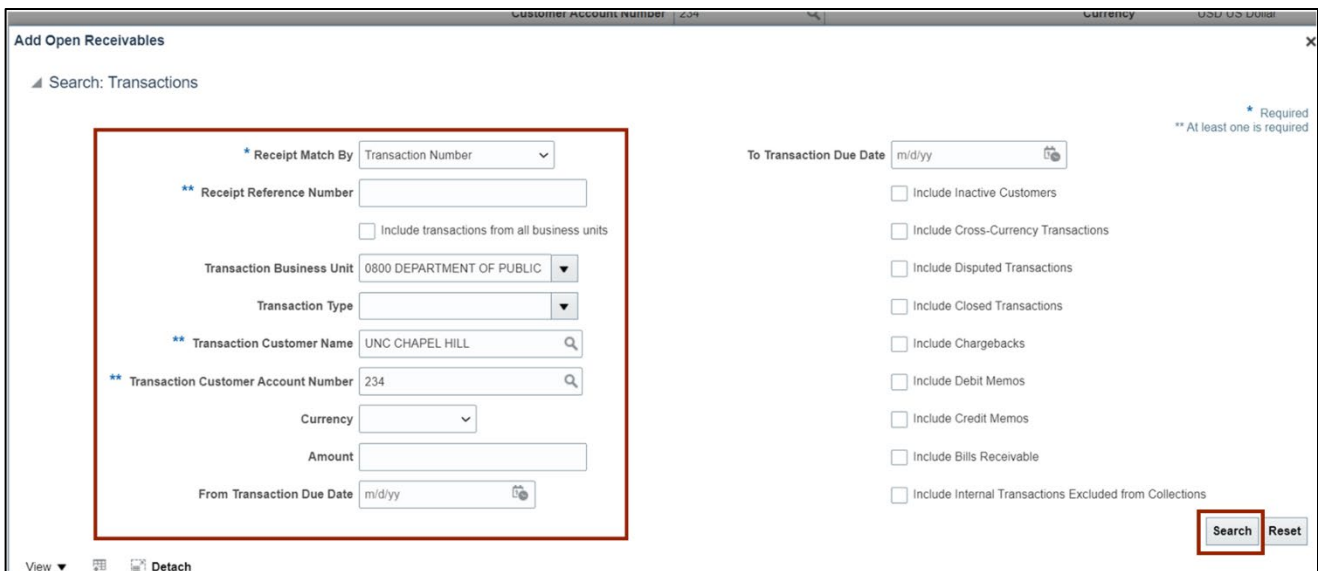 Customer Account Number 234 Currency USD US Dollar
Add Open Receivables
Search: Transactions
* Required
** At least one is required
* Receipt Match By Transaction Number To Transaction Due Date m/d/yy
** Receipt Reference Number Include Inactive Customers
Include transactions from all business units Include Cross-Currency Transactions
Transaction Business Unit 0800 DEPARTMENT OF PUBLIC Include Disputed Transactions
Transaction Type Include Closed Transactions
** Transaction Customer Name UNC CHAPEL HILL Include Chargebacks
** Transaction Customer Account Number 234 Include Debit Memos
Currency Include Credit Memos
Amount Include Bills Receivable
From Transaction Due Date m/d/yy Include Internal Transactions Excluded from Collections
Search Reset
View Detach